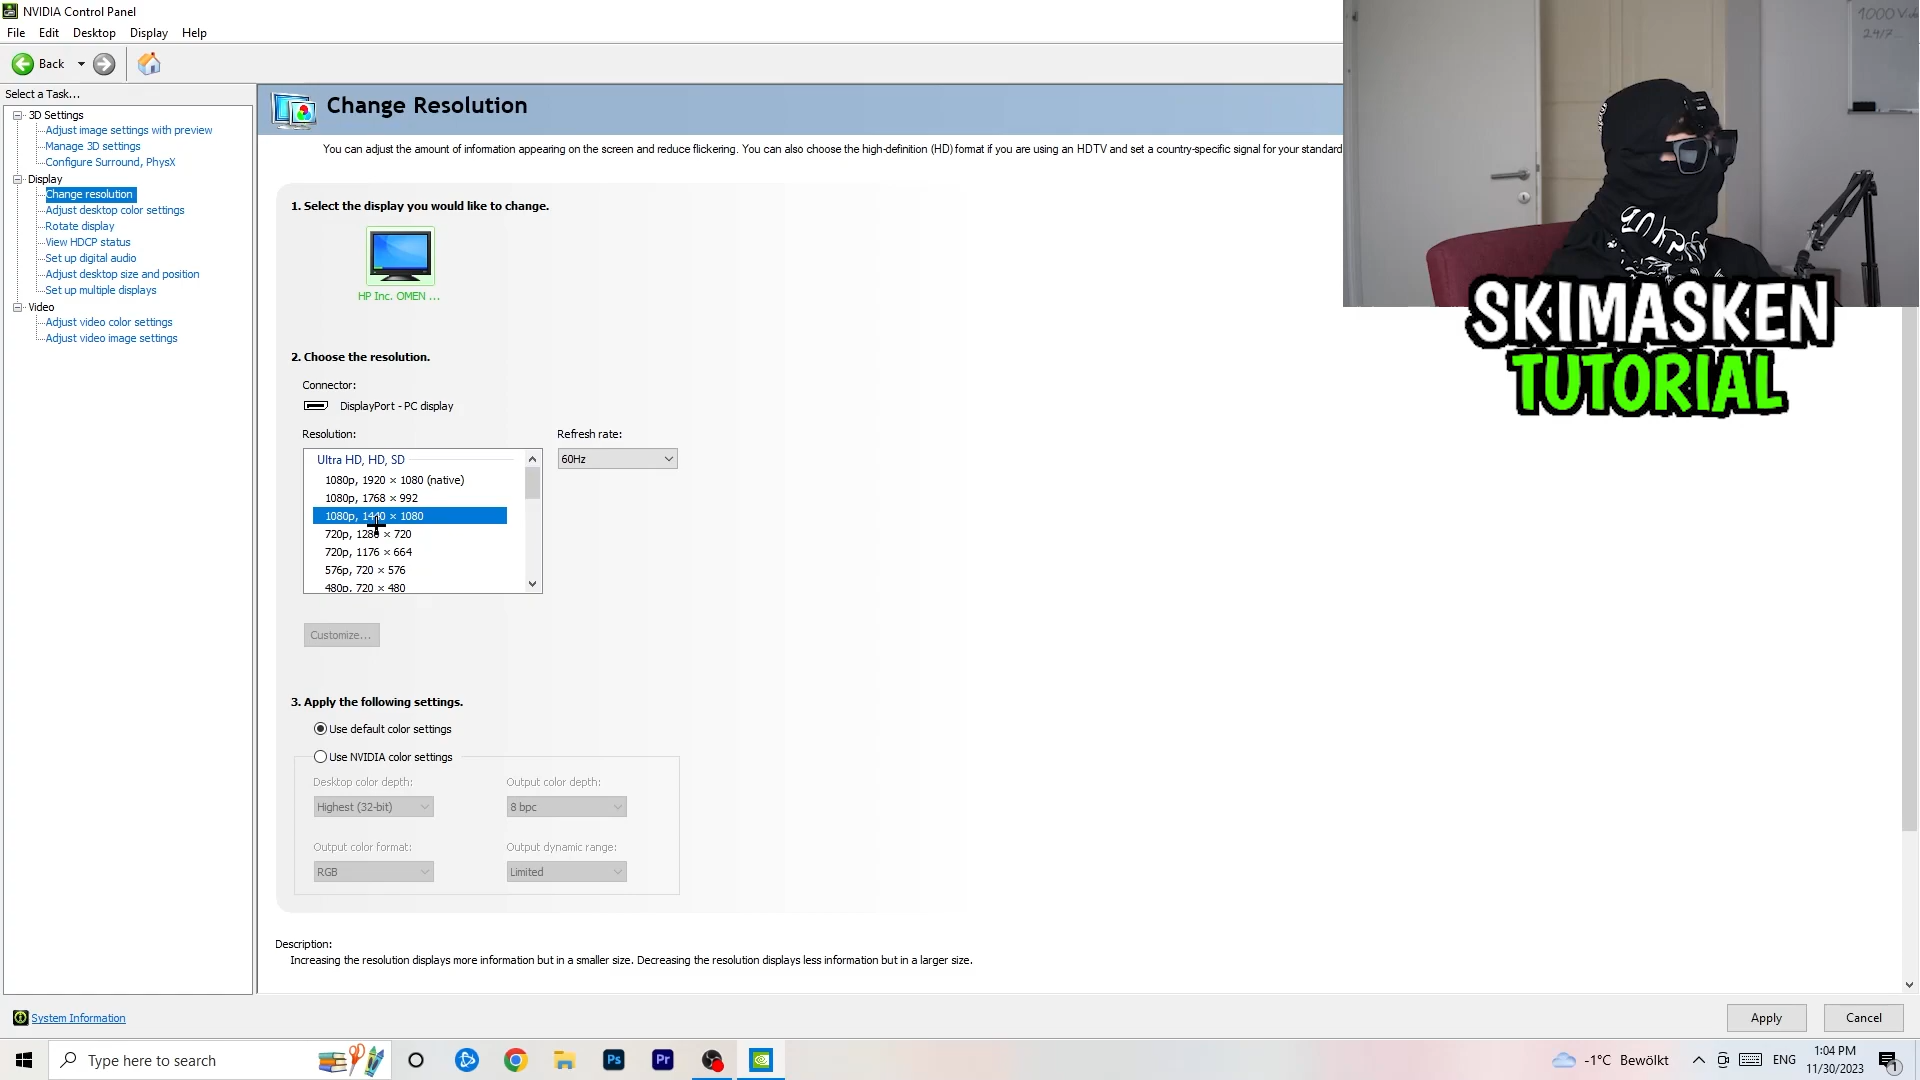 NVIDIA Control Panel
File Edit Desktop Display Help
Back
Select a Task...
3D Settings
Adjust image settings with preview
Manage 3D settings
Configure Surround, PhysX
Display
Change resolution
Adjust desktop color settings
Rotate display
View HDCP status
Set up digital audio
Adjust desktop size and position
Set up multiple displays
Video
Adjust video color settings
Adjust video image settings
System Information
Change Resolution
You can adjust the amount of information appearing on the screen and reduce flickering. You can also choose the high-definition (HD) format if you are using an HDTV and set a country-specific signal for your standard
1. Select the display you would like to change.
HP Inc. OMEN ...
2. Choose the resolution.
Connector:
DisplayPort - PC display
Resolution:
Refresh rate:
Ultra HD, HD, SD
60Hz
1080p, 1920 × 1080 (native)
1080p, 1768 × 992
1080p, 1440 × 1080
720p, 1280 × 720
720p, 1176 × 664
576p, 720 × 576
480p, 720 × 480
Customize...
3. Apply the following settings.
Use default color settings
Use NVIDIA color settings
Desktop color depth:
Output color depth:
Highest (32-bit)
8 bpc
Output color format:
Output dynamic range:
RGB
Limited
Description:
Increasing the resolution displays more information but in a smaller size. Decreasing the resolution displays less information but in a larger size.
Apply
Cancel
1000
24/7
SKIMASKEN
TUTORIAL
Type here to search
Ps
Pr
-1°C Bewölkt
ENG
1:04 PM
11/30/2023
1